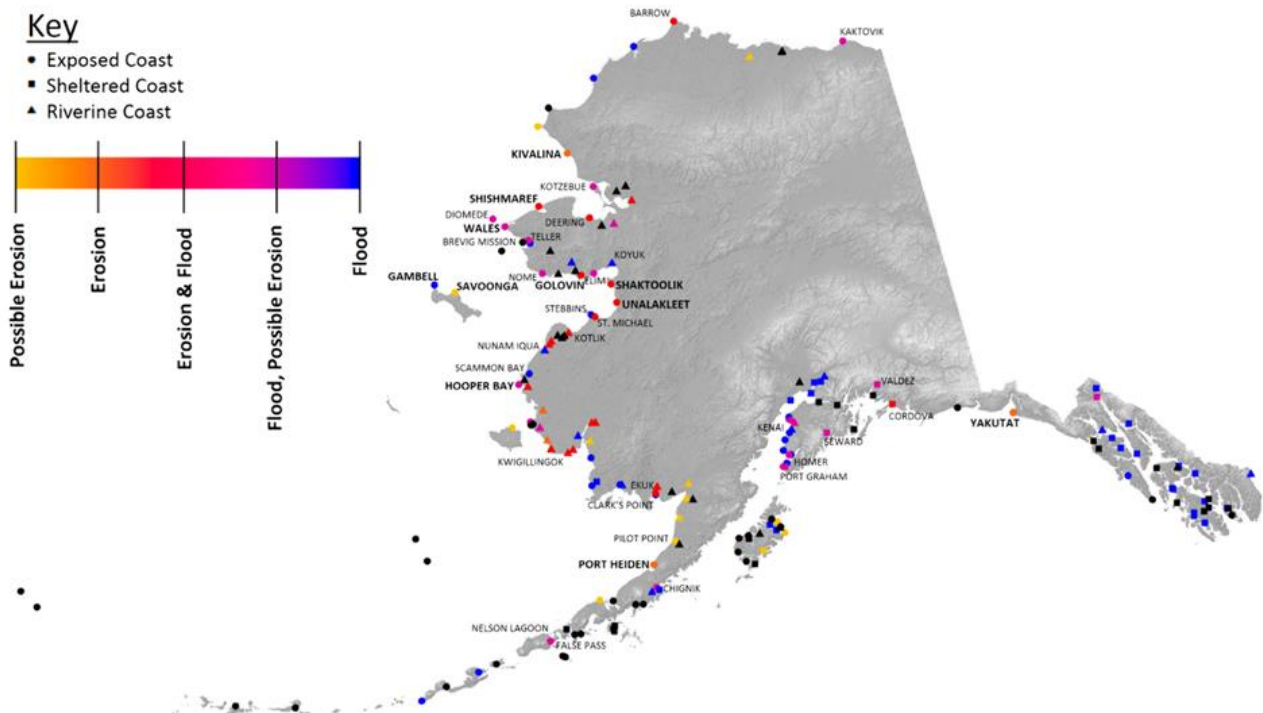 Key
Exposed Coast
Sheltered Coast
Riverine Coast
Possible Erosion
Erosion
Erosion & Flood
Flood, Possible Erosion
Flood
BARROW
KAKTOVIK
KIVALINA
KOTZEBUE
SHISHMAREF
DIOMEDE
DEERING
WALES
TELLER
BREVIG MISSION
KOYUK
GAMBELL
NOME
GOLOVIN
ELIM
SHAKTOOLIK
SAVOONGA
UNALAKLEET
STEBBINS
ST. MICHAEL
KOTLIK
NUNAM IQUA
SCAMMON BAY
HOOPER BAY
VALDEZ
CORDOVA
YAKUTAT
KENAI
SEWARD
KWIGILLINGOK
HOMER
PORT GRAHAM
EKUK
CLARK'S POINT
PILOT POINT
PORT HEIDEN
CHIGNIK
NELSON LAGOON
FALSE PASS